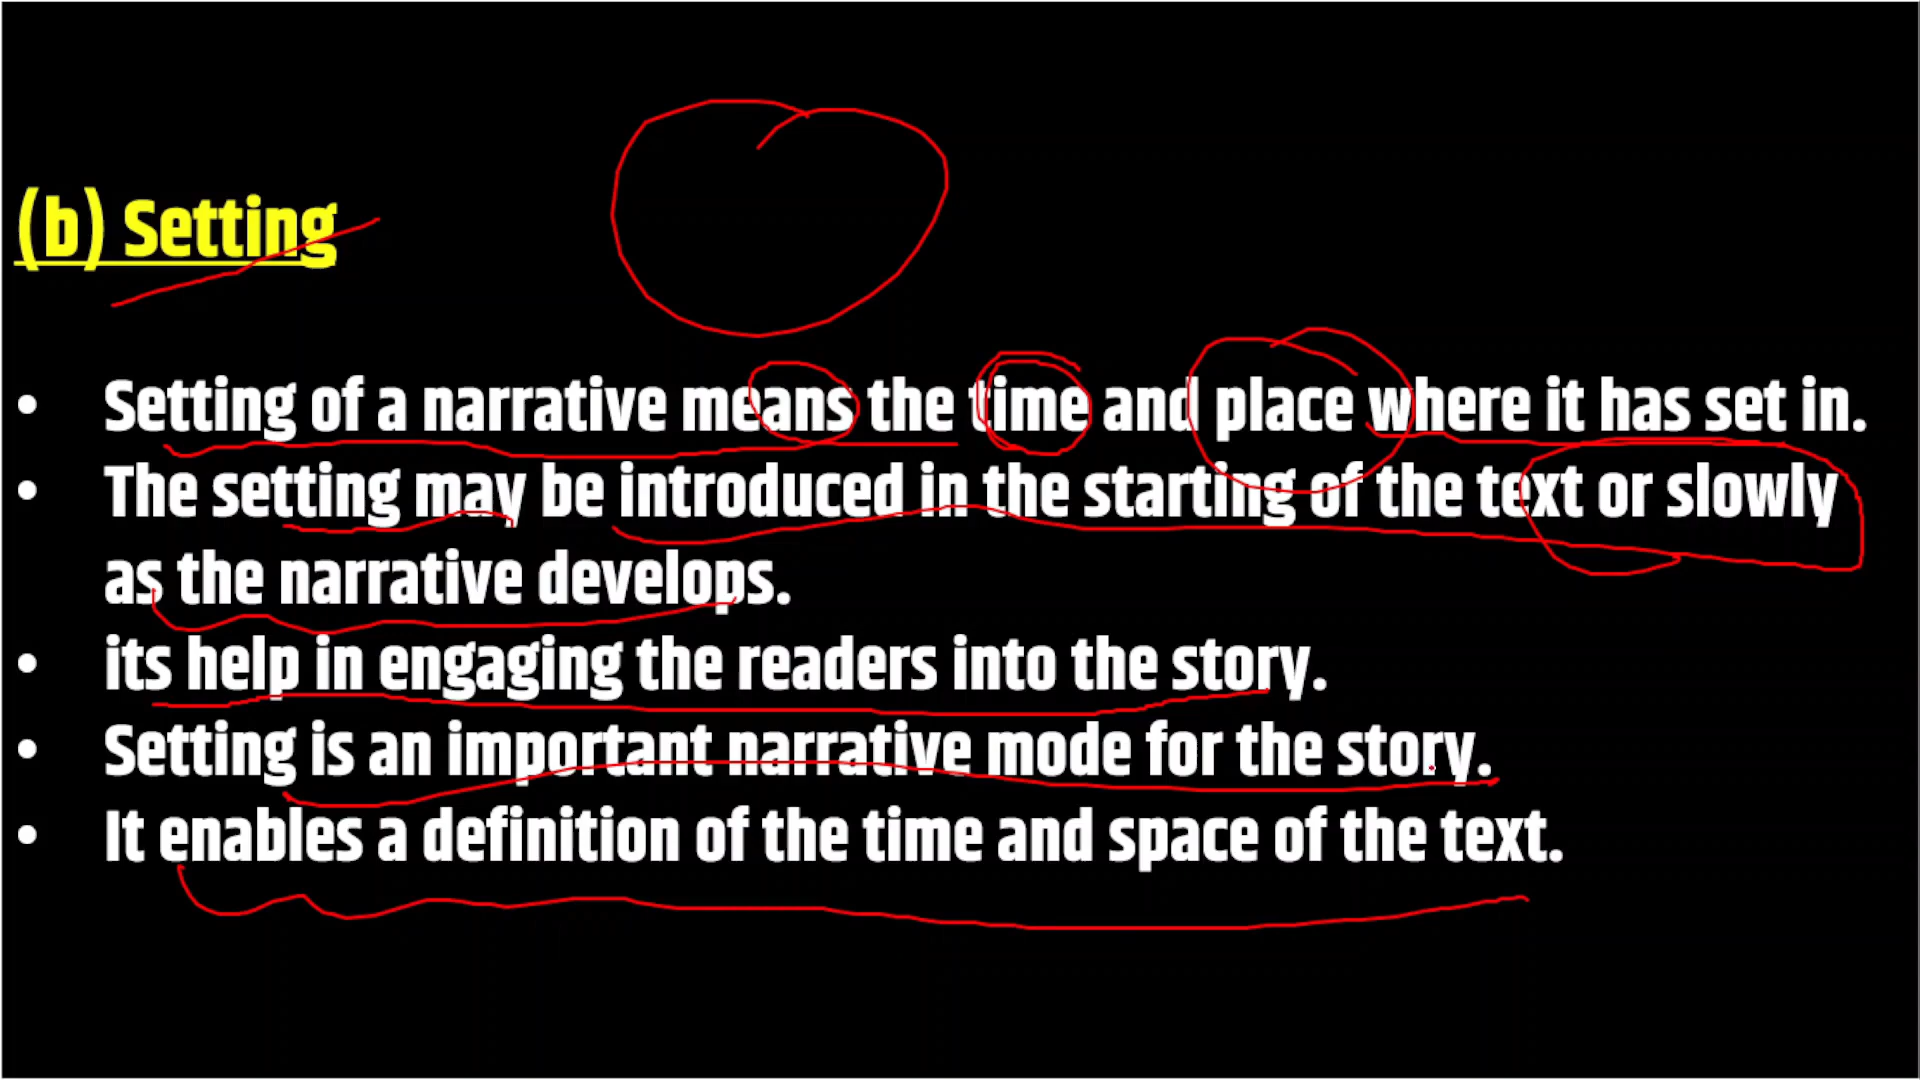 (b) Setting
• Setting of a narrative means the time and place where it has set in.
• The setting may be introduced in the starting of the text or slowly
as the narrative develops.
• its help in engaging the readers into the story.
• Setting is an important narrative mode for the story.
• It enables a definition of the time and space of the text.